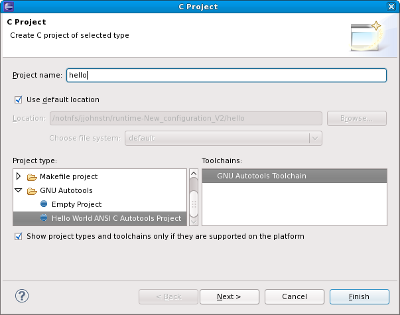 C Project
C Project
Create C project of selected type
Project name: hello
Use default location
Location: /notnfs/johnstn/runtime-New_configuration_V2/hello Browse...
Choose file system: default
Project type: Toolchains:
Makefile project
GNU Autotools Toolchain
GNU Autotools
Empty Project
Hello World ANSI C Autotools Project
Show project types and toolchains only if they are supported on the platform
? < Back Next > Cancel Finish